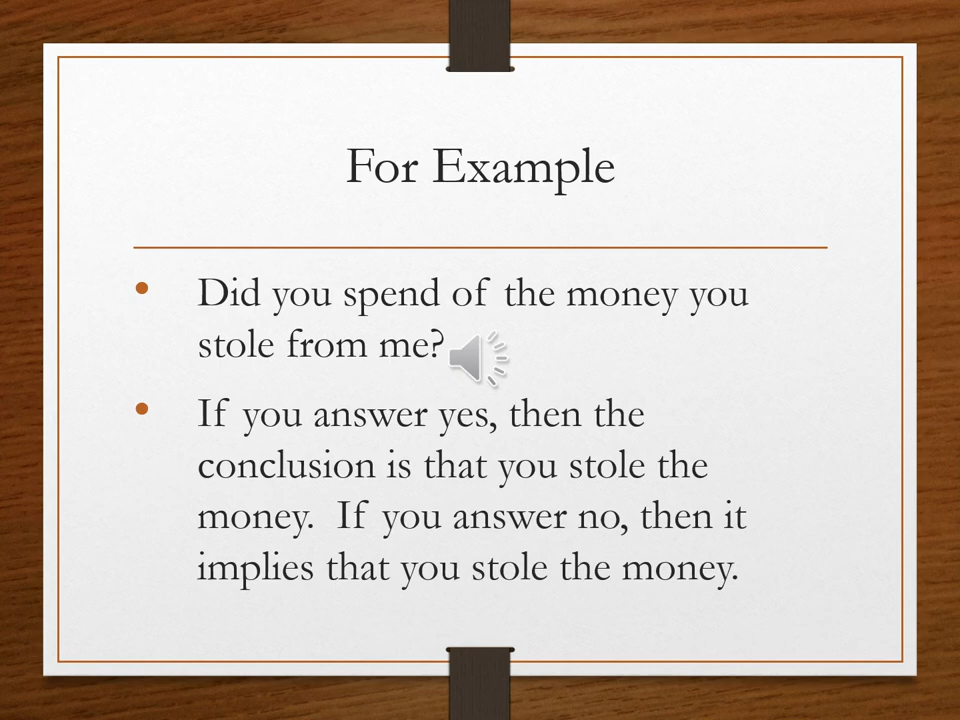 For Example
• Did you spend of the money you
stole from me?
• If you answer yes, then the
conclusion is that you stole the
money.  If you answer no, then it
implies that you stole the money.